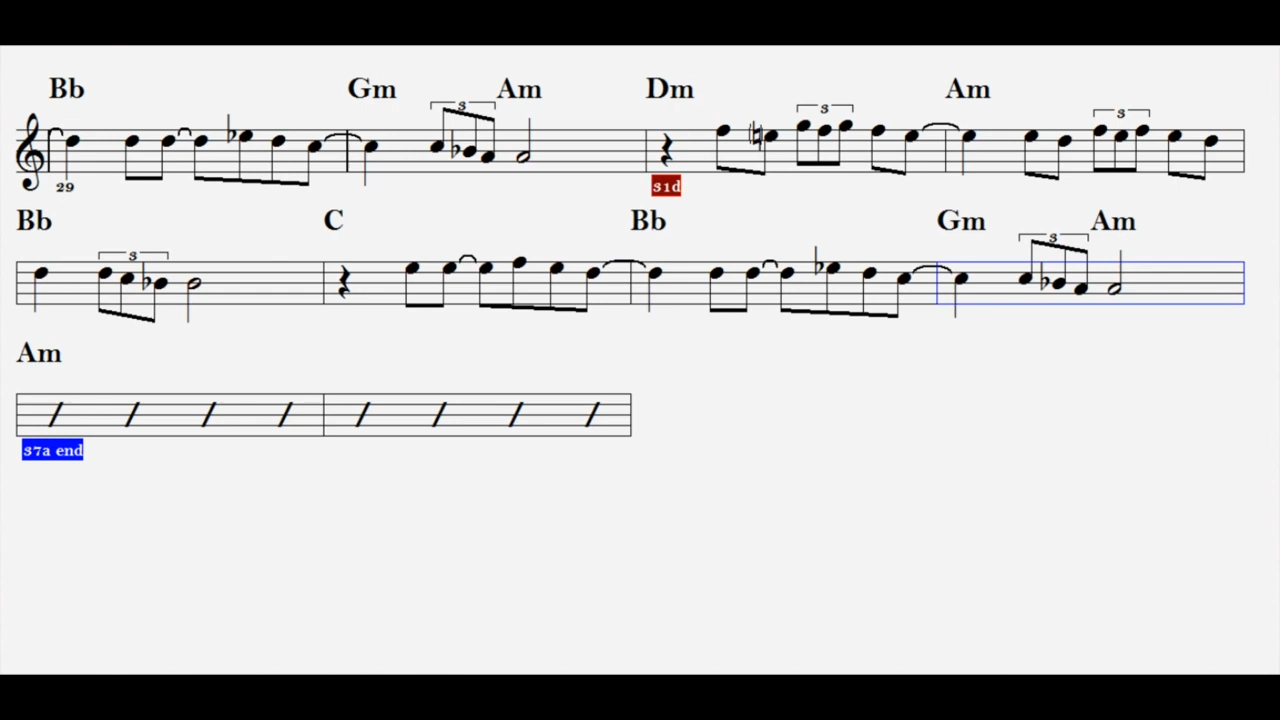 Bb Gm Am Dm Am
3 3 3
29 31d
Bb C Bb Gm Am
3 3
Am
37a end